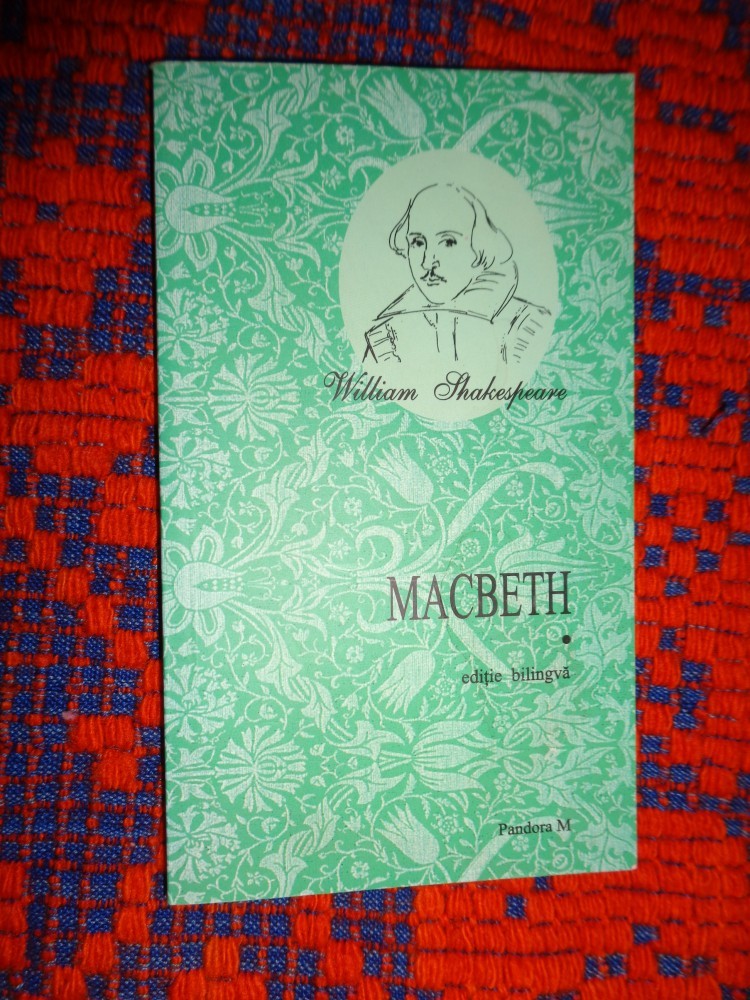 William Shakespeare
MACBETH
•
ediție bilingvă
Pandora M